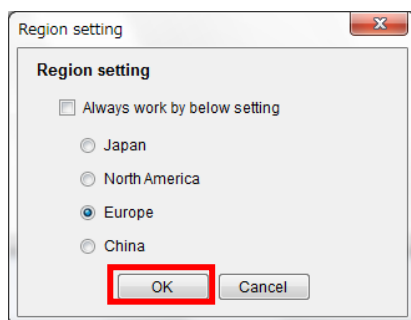 Region setting
Region setting
Always work by below setting
Japan
North America
Europe
China
OK Cancel